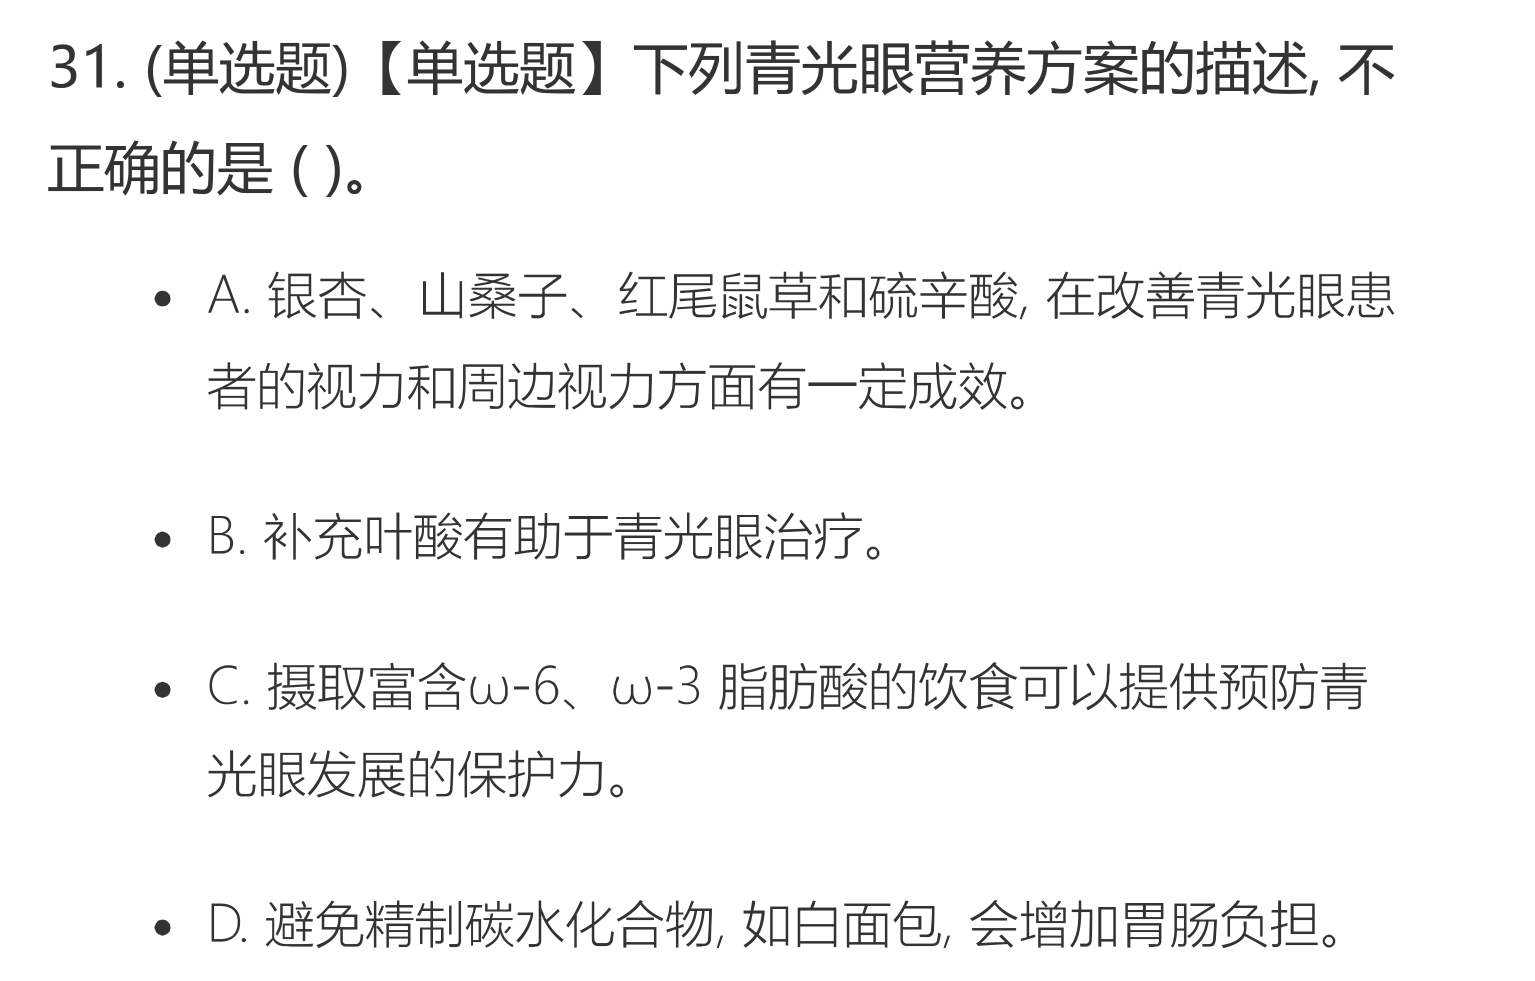 31. (单选题)【单选题】下列青光眼营养方案的描述, 不
正确的是 ( )。
A. 银杏、山桑子、红尾鼠草和硫辛酸, 在改善青光眼患
者的视力和周边视力方面有一定成效。
B. 补充叶酸有助于青光眼治疗。
C. 摄取富含ω-6、ω-3 脂肪酸的饮食可以提供预防青
光眼发展的保护力。
D. 避免精制碳水化合物, 如白面包, 会增加胃肠负担。